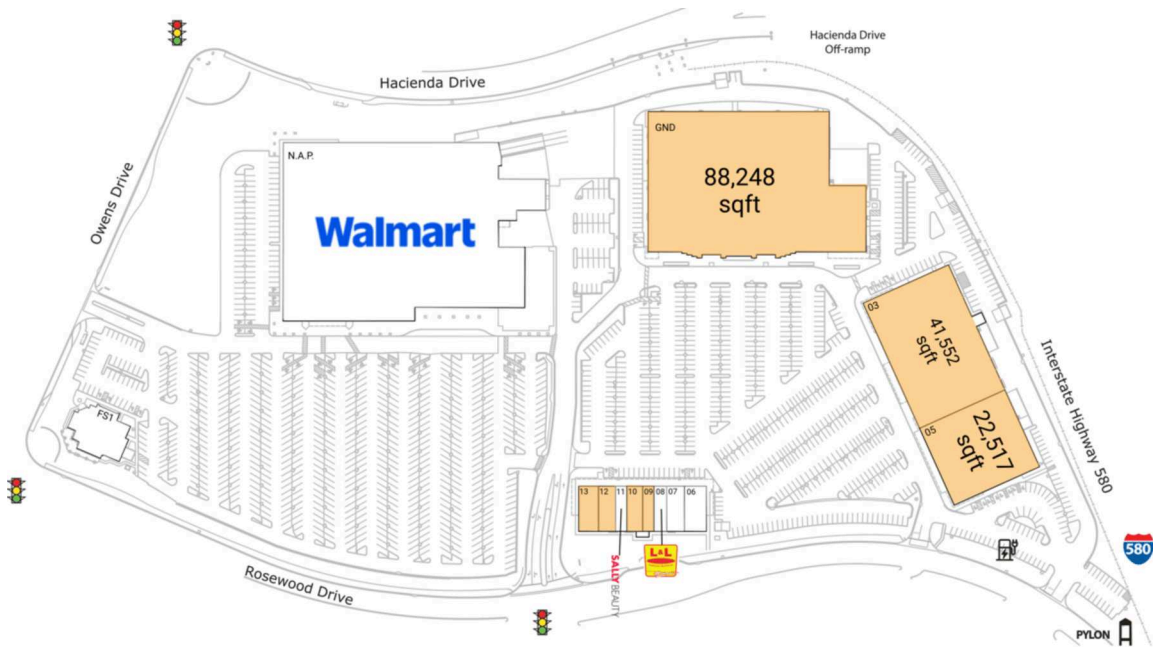 Hacienda Drive
Off-ramp
Hacienda Drive
GND
88,248
sqft
N.A.P.
Walmart
Owens Drive
03
41,552
sqft
Interstate Highway 580
FS1
05
22,517
sqft
13 12 11 10 09 08 07 06
L&L
SALLY BEAUTY
580
Rosewood Drive
PYLON